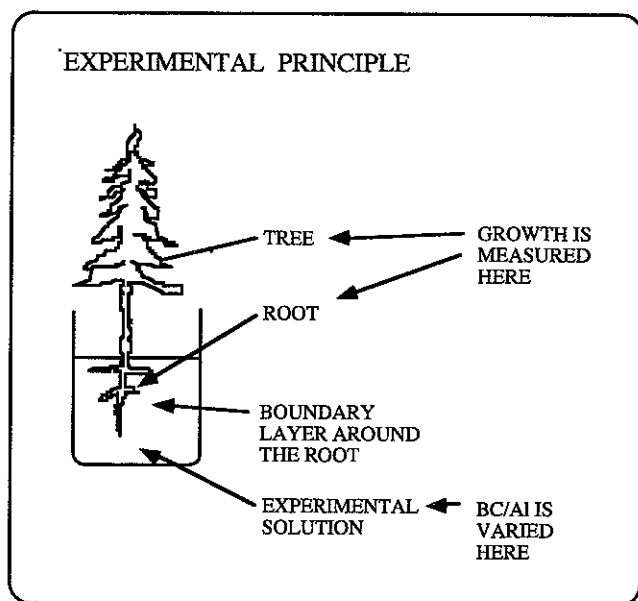 EXPERIMENTAL PRINCIPLE
TREE
GROWTH IS
MEASURED
HERE
ROOT
BOUNDARY
LAYER AROUND
THE ROOT
EXPERIMENTAL
SOLUTION
BC/Al IS
VARIED
HERE